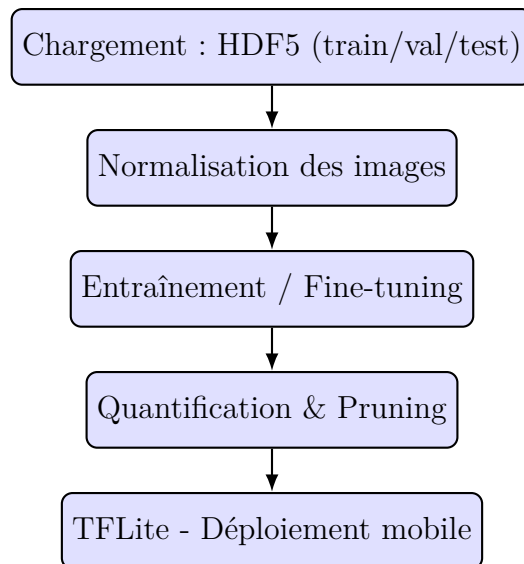 Chargement : HDF5 (train/val/test)
Normalisation des images
Entraînement / Fine-tuning
Quantification & Pruning
TFLite - Déploiement mobile